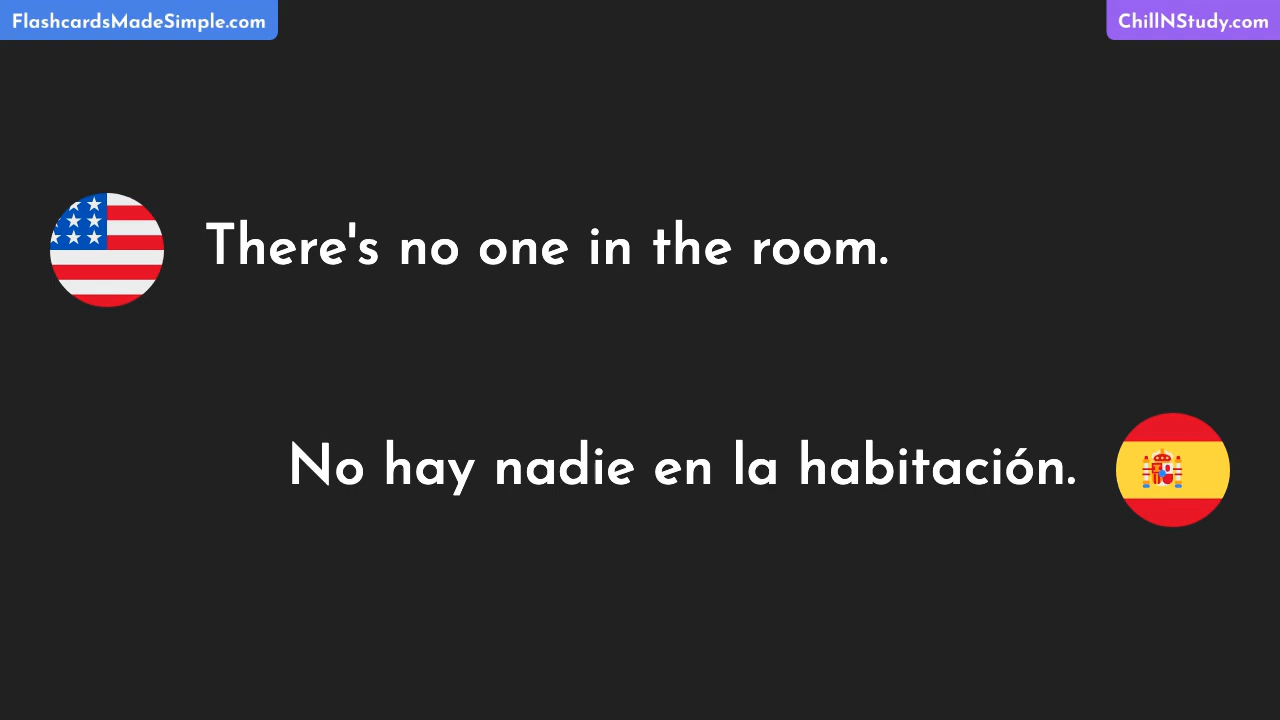 FlashcardsMadeSimple.com
ChillNStudy.com
There's no one in the room.
No hay nadie en la habitación.